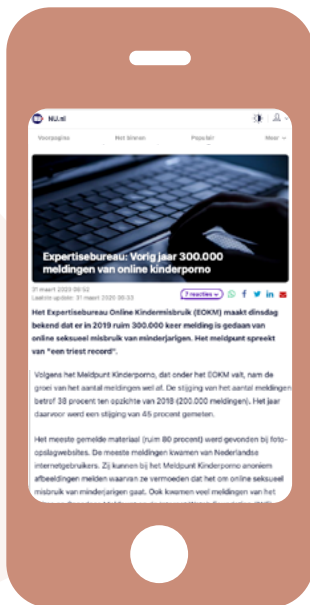 NU.nl
Voorpagina Net binnen Populair Meer
Expertisebureau: Vorig jaar 300.000
meldingen van online kinderporno
31 maart 2020 06:52
Laatste update: 31 maart 2020 06:53
7 reacties
Het Expertisebureau Online Kindermisbruik (EOKM) maakt dinsdag
bekend dat er in 2019 ruim 300.000 keer melding is gedaan van
online seksueel misbruik van minderjarigen. Het meldpunt spreekt
van "een triest record".
Volgens het Meldpunt Kinderporno, dat onder het EOKM valt, nam de
groei van het aantal meldingen wel af. De stijging van het aantal meldingen
betrof 38 procent ten opzichte van 2018 (200.000 meldingen). Het jaar
daarvoor werd een stijging van 45 procent gemeten.
Het meeste gemelde materiaal (ruim 80 procent) werd gevonden bij foto-
opslagwebsites. De meeste meldingen kwamen van Nederlandse
internetgebruikers. Zij kunnen bij het Meldpunt Kinderporno anoniem
afbeeldingen melden waarvan ze vermoeden dat het om online seksueel
misbruik van minderjarigen gaat. Ook kwamen veel meldingen van het